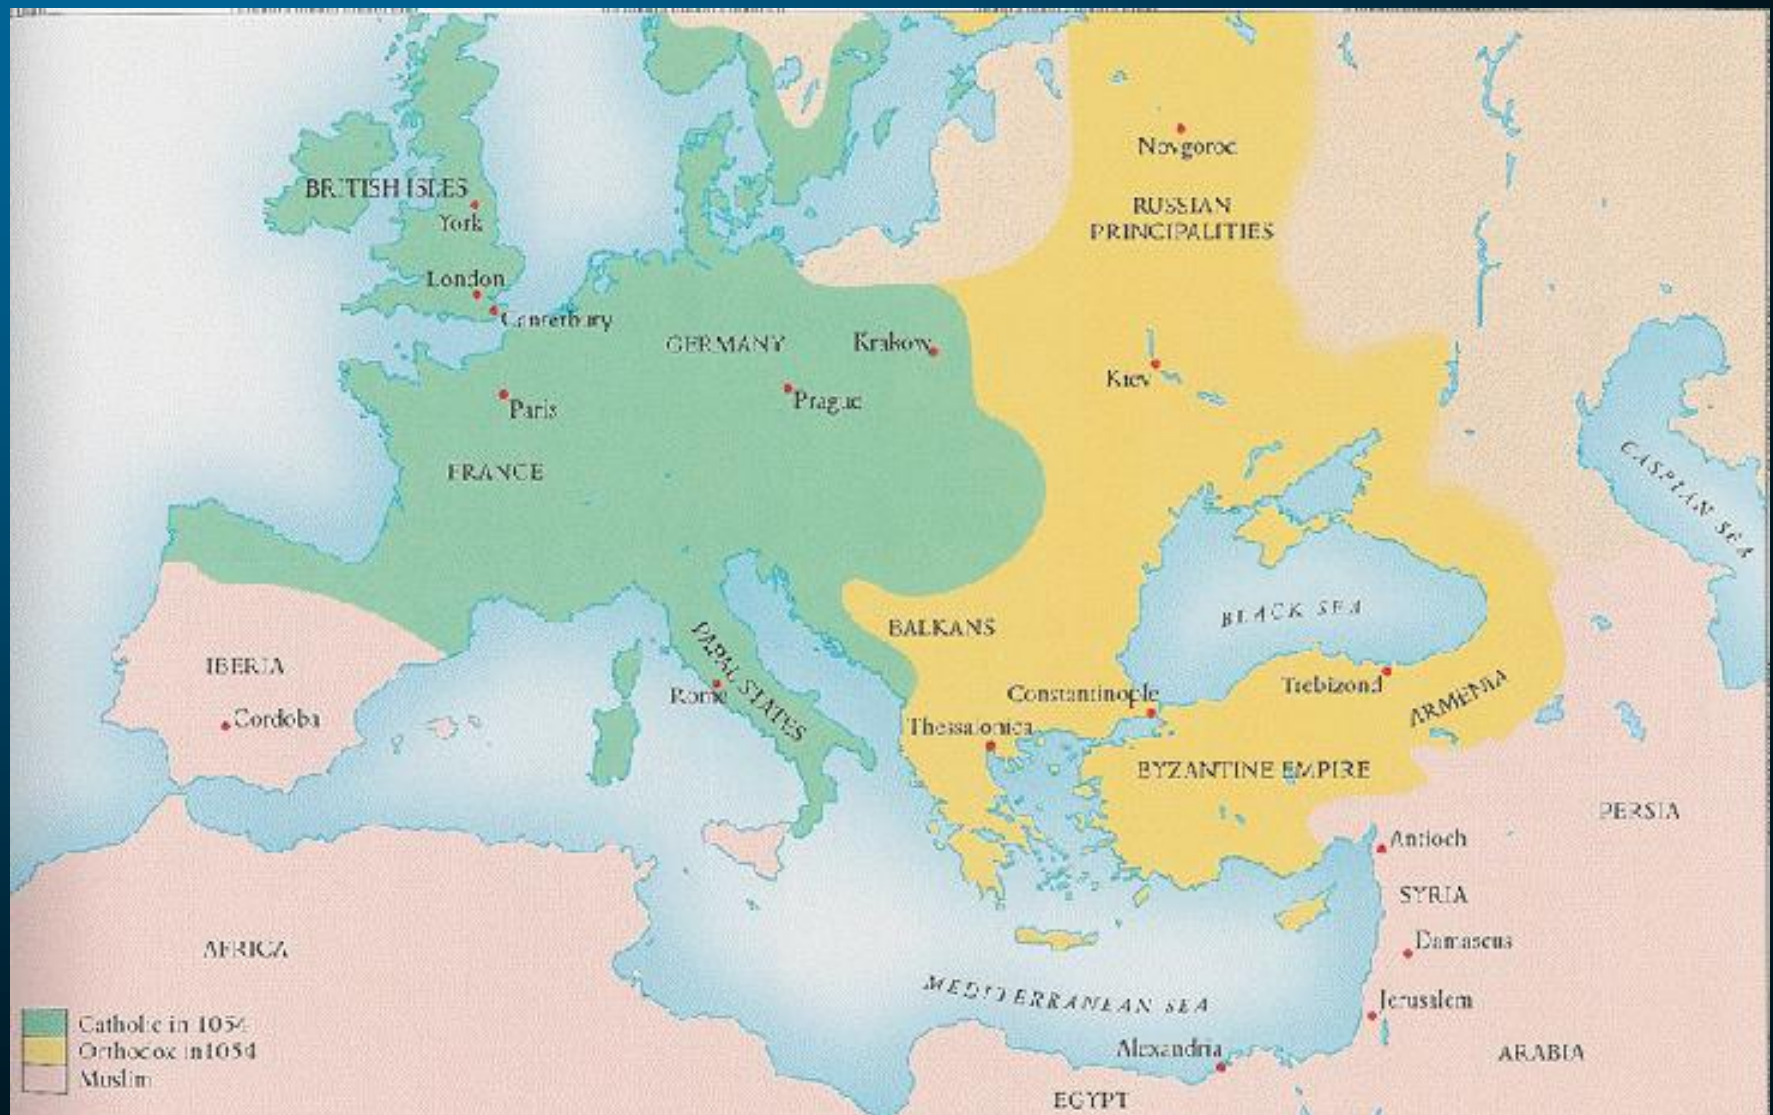 Novgorod
BRITISH ISLES
York
RUSSIAN
PRINCIPALITIES
London
Canterbury
GERMANY
Krakow
Kiev
Prague
Paris
FRANCE
CASPIAN SEA
BLACK SEA
BALKANS
PAPAL STATES
IBERIA
Rome
Constantinople
Trebizond
ARMENIA
Cordoba
Thessalonica
BYZANTINE EMPIRE
PERSIA
Antioch
SYRIA
Damascus
AFRICA
MEDITERRANEAN SEA
Jerusalem
Catholic in 1054
Orthodox in 1054
Muslim
Alexandria
ARABIA
EGYPT